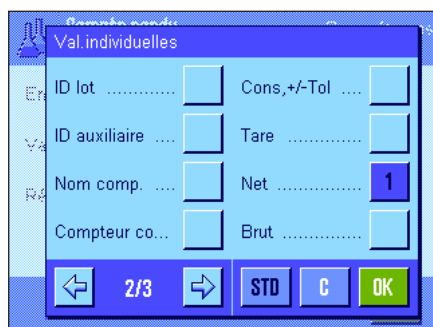 Val.individuelles
ID lot ............
Cons,+/-Tol ....
ID auxiliaire ....
Tare ...............
Nom comp. ....
Net ...............
1
Compteur co...
Brut ..............
2/3
STD
C
OK